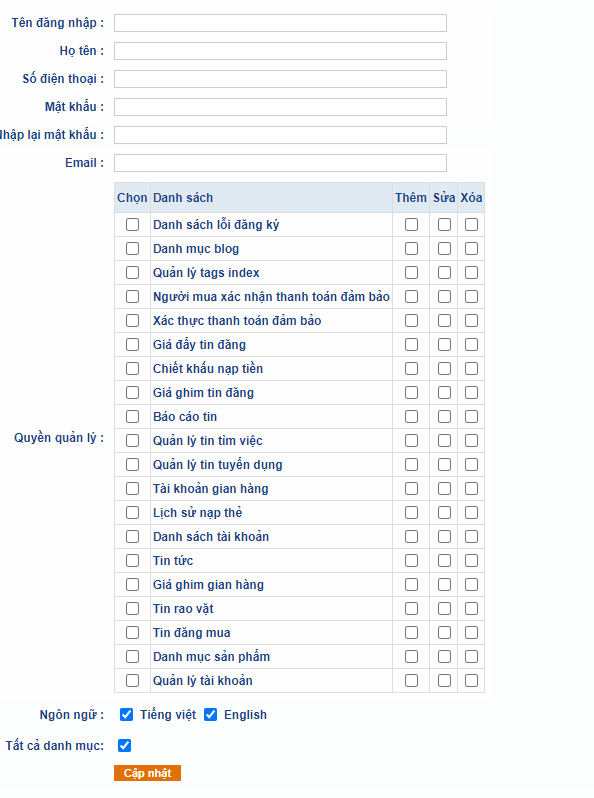 Tên đăng nhập :
Họ tên :
Số điện thoại :
Mật khẩu :
Nhập lại mật khẩu :
Email :
Chọn Danh sách Thêm Sửa Xóa
Danh sách lỗi đăng ký
Danh mục blog
Quản lý tags index
Người mua xác nhận thanh toán đảm bảo
Xác thực thanh toán đảm bảo
Giá đẩy tin đăng
Chiết khấu nạp tiền
Giá ghim tin đăng
Báo cáo tin
Quyền quản lý : Quản lý tin tìm việc
Quản lý tin tuyển dụng
Tài khoản gian hàng
Lịch sử nạp thẻ
Danh sách tài khoản
Tin tức
Giá ghim gian hàng
Tin rao vặt
Tin đăng mua
Danh mục sản phẩm
Quản lý tài khoản
Ngôn ngữ : Tiếng việt English
Tất cả danh mục:
Cập nhật